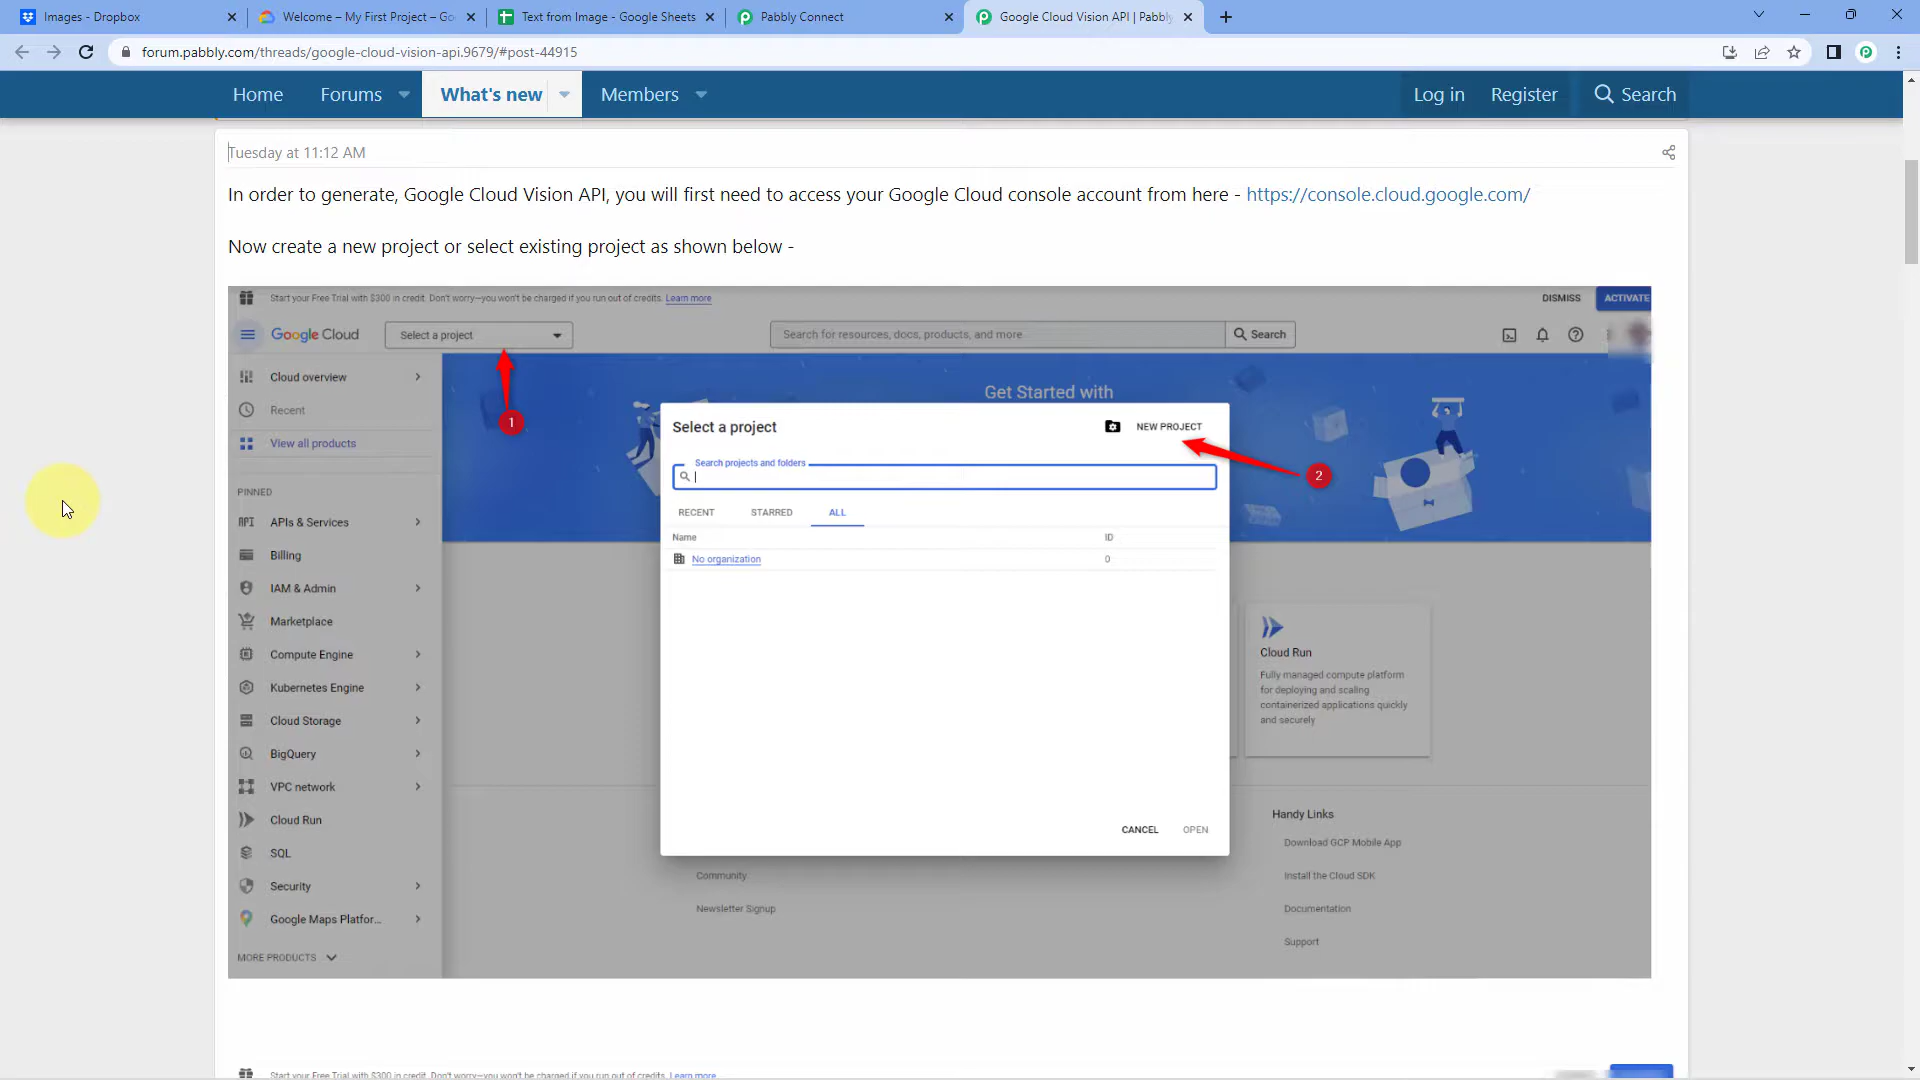 Images - Dropbox
Welcome – My First Project – Go
Text from Image - Google Sheets
Pabbly Connect
Google Cloud Vision API | Pabbly
forum.pabbly.com/threads/google-cloud-vision-api.9679/#post-44915
Home
Forums
What's new
Members
Log in
Register
Search
Tuesday at 11:12 AM
In order to generate, Google Cloud Vision API, you will first need to access your Google Cloud console account from here - https://console.cloud.google.com/
Now create a new project or select existing project as shown below -
Start your Free Trial with $300 in credit. Don't worry—you won't be charged if you run out of credits. Learn more
DISMISS
ACTIVATE
Google Cloud
Select a project
Search for resources, docs, products, and more
Search
Cloud overview
Recent
View all products
PINNED
APIs & Services
Billing
IAM & Admin
Marketplace
Compute Engine
Kubernetes Engine
Cloud Storage
BigQuery
VPC network
Cloud Run
SQL
Security
Google Maps Platfor...
MORE PRODUCTS
1
Get Started with
Select a project
NEW PROJECT
2
Search projects and folders
RECENT
STARRED
ALL
Name
ID
No organization
0
CANCEL
OPEN
Cloud Run
Fully managed compute platform
for deploying and scaling
containerized applications quickly
and securely
Community
Newsletter Signup
Handy Links
Download GCP Mobile App
Install the Cloud SDK
Documentation
Support
Start your Free Trial with $300 in credit. Don't worry—you won't be charged if you run out of credits. Learn more